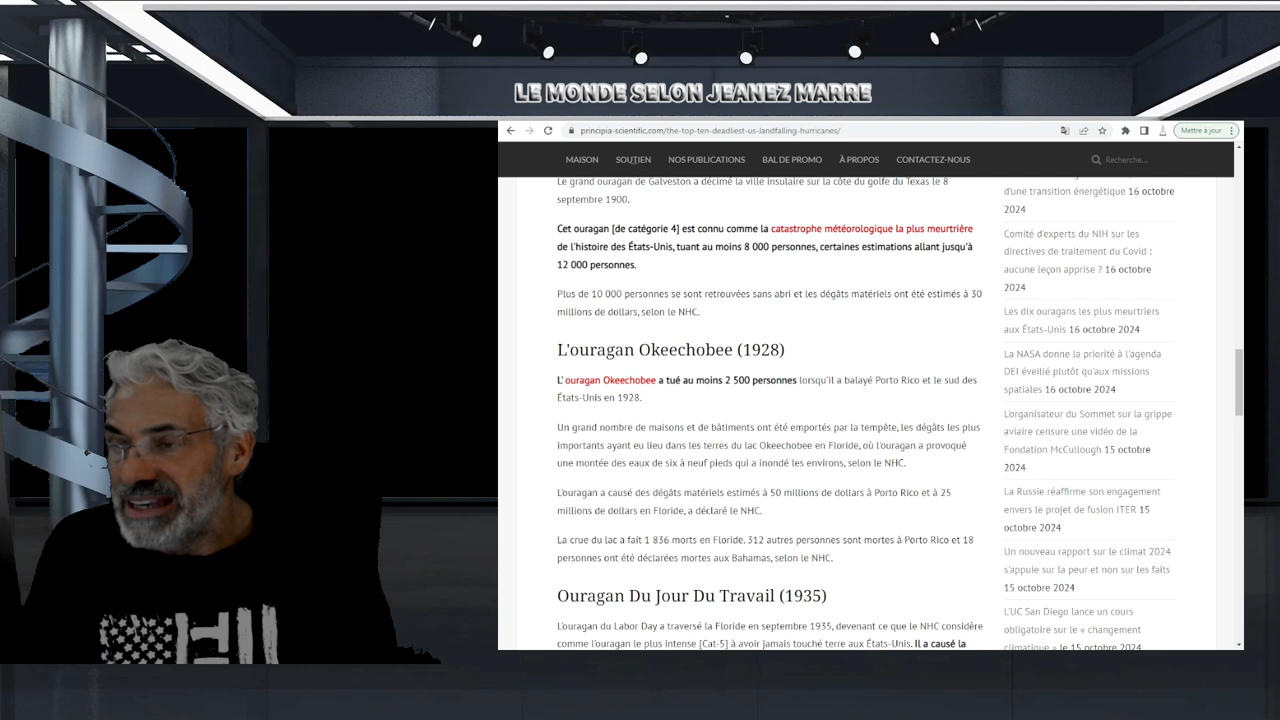 LE MONDE SELON JEANEZ MARRE
principia-scientific.com/the-top-ten-deadliest-us-landfalling-hurricanes/
Mettre à jour
MAISON SOUTIEN NOS PUBLICATIONS BAL DE PROMO À PROPOS CONTACTEZ-NOUS
Recherche...
Le grand ouragan de Galveston a décimé la ville insulaire sur la côte du golfe du Texas le 8
septembre 1900.
Cet ouragan [de catégorie 4] est connu comme la catastrophe météorologique la plus meurtrière
de l'histoire des États-Unis, tuant au moins 8 000 personnes, certaines estimations allant jusqu'à
12 000 personnes.
Plus de 10 000 personnes se sont retrouvées sans abri et les dégâts matériels ont été estimés à 30
millions de dollars, selon le NHC.
L'ouragan Okeechobee (1928)
L' ouragan Okeechobee a tué au moins 2 500 personnes lorsqu'il a balayé Porto Rico et le sud des
États-Unis en 1928.
Un grand nombre de maisons et de bâtiments ont été emportés par la tempête, les dégâts les plus
importants ayant eu lieu dans les terres du lac Okeechobee en Floride, où l'ouragan a provoqué
une montée des eaux de six à neuf pieds qui a inondé les environs, selon le NHC.
L'ouragan a causé des dégâts matériels estimés à 50 millions de dollars à Porto Rico et à 25
millions de dollars en Floride, a déclaré le NHC.
La crue du lac a fait 1 836 morts en Floride. 312 autres personnes sont mortes à Porto Rico et 18
personnes ont été déclarées mortes aux Bahamas, selon le NHC.
Ouragan Du Jour Du Travail (1935)
L'ouragan du Labor Day a traversé la Floride en septembre 1935, devenant ce que le NHC considère
comme l'ouragan le plus intense [Cat-5] à avoir jamais touché terre aux États-Unis. Il a causé la
d'une transition énergétique 16 octobre
2024
Comité d'experts du NIH sur les
directives de traitement du Covid :
aucune leçon apprise ? 16 octobre
2024
Les dix ouragans les plus meurtriers
aux États-Unis 16 octobre 2024
La NASA donne la priorité à l'agenda
DEI éveillé plutôt qu'aux missions
spatiales 16 octobre 2024
L'organisateur du Sommet sur la grippe
aviaire censure une vidéo de la
Fondation McCullough 15 octobre
2024
La Russie réaffirme son engagement
envers le projet de fusion ITER 15
octobre 2024
Un nouveau rapport sur le climat 2024
s'appuie sur la peur et non sur les faits
15 octobre 2024
L'UC San Diego lance un cours
obligatoire sur le « changement
climatique » le 15 octobre 2024